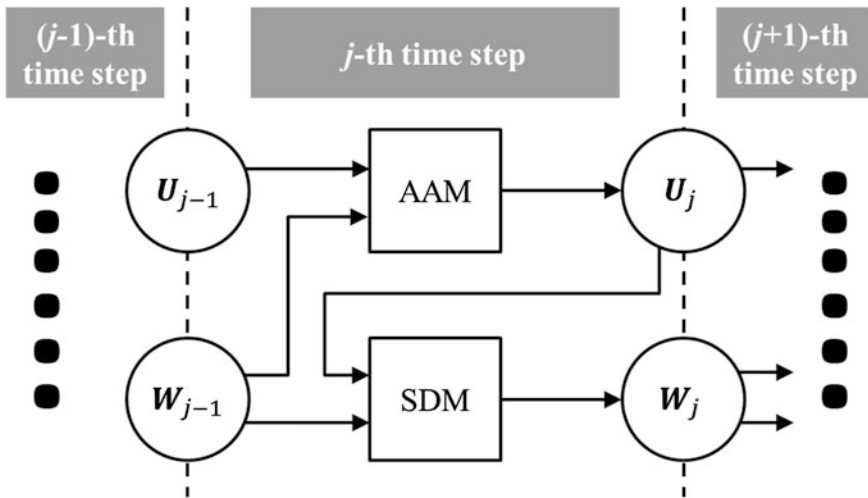 (j-1)-th
time step
j-th time step
(j+1)-th
time step
U_{j−1}
AAM
U_j
W_{j−1}
SDM
W_j